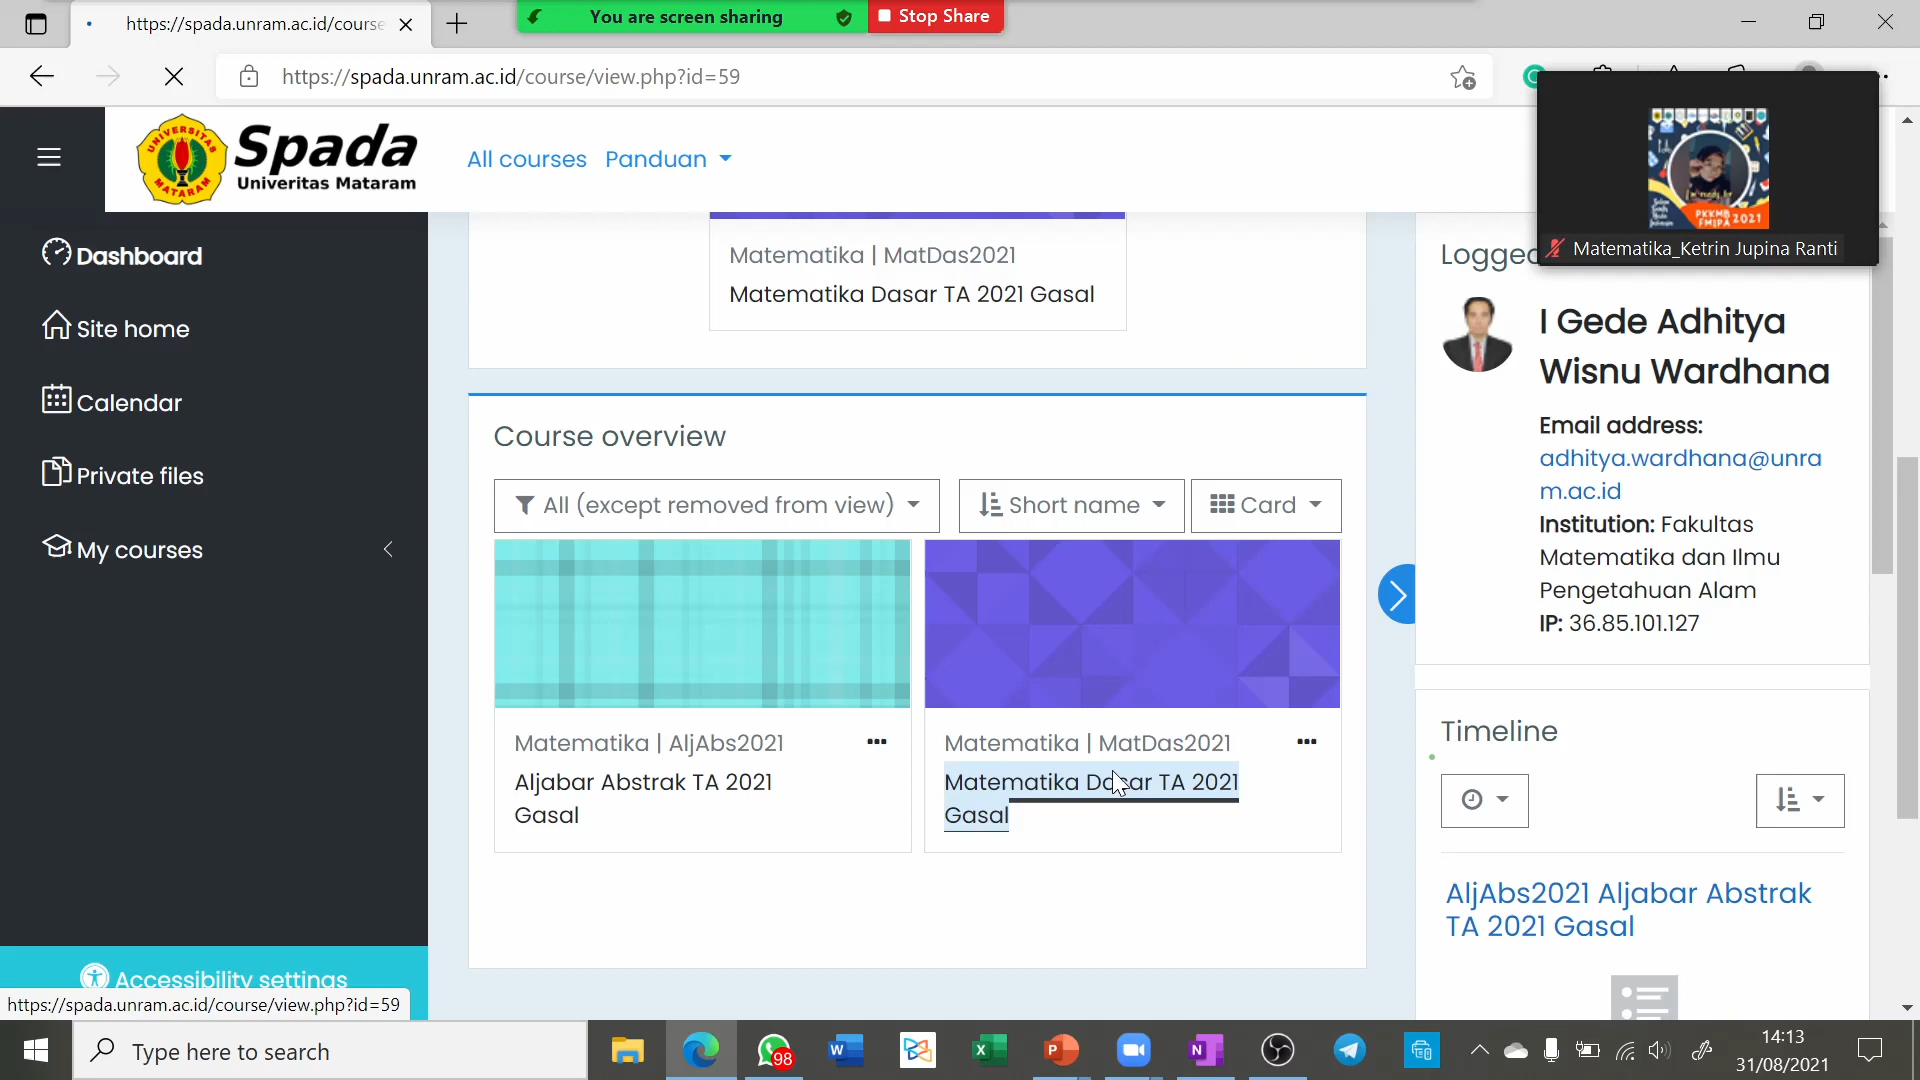 https://spada.unram.ac.id/course
You are screen sharing
Stop Share
https://spada.unram.ac.id/course/view.php?id=59
UNIVERSITAS
MATARAM
Spada
Univeritas Mataram
All courses
Panduan
PKKMB
FMIPA 2021
Matematika_Ketrin Jupina Ranti
Dashboard
Site home
Calendar
Private files
My courses
Accessibility settings
https://spada.unram.ac.id/course/view.php?id=59
Matematika | MatDas2021
Matematika Dasar TA 2021 Gasal
Course overview
All (except removed from view)
Short name
Card
Matematika | AljAbs2021
Aljabar Abstrak TA 2021
Gasal
Matematika | MatDas2021
Matematika Dasar TA 2021
Gasal
Logged
I Gede Adhitya
Wisnu Wardhana
Email address:
adhitya.wardhana@unra
m.ac.id
Institution: Fakultas
Matematika dan Ilmu
Pengetahuan Alam
IP: 36.85.101.127
Timeline
AljAbs2021 Aljabar Abstrak
TA 2021 Gasal
Type here to search
98
14:13
31/08/2021